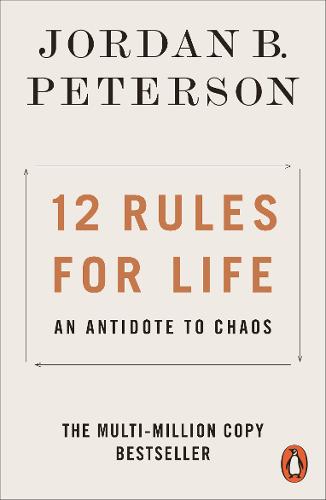 JORDAN B.
PETERSON
12 RULES
FOR LIFE
AN ANTIDOTE TO CHAOS
THE MULTI-MILLION COPY
BESTSELLER